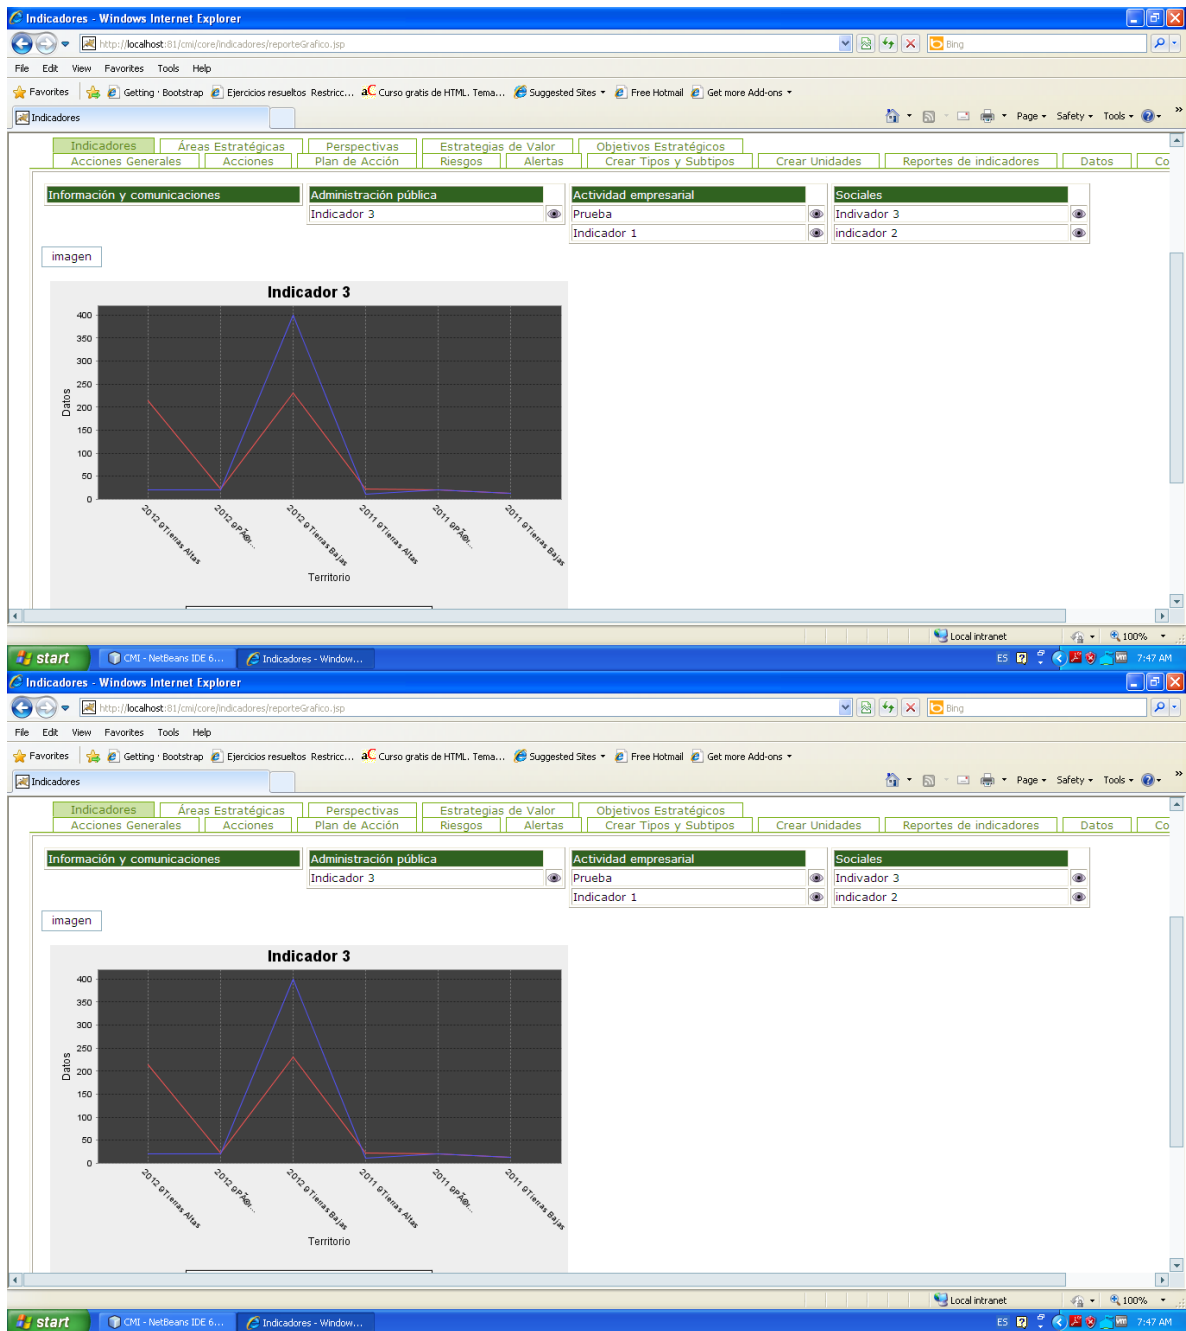 Indicadores - Windows Internet Explorer
http://localhost:81/cmi/core/indicadores/reporteGrafico.jsp
Bing
File Edit View Favorites Tools Help
Favorites Getting · Bootstrap Ejercicios resueltos Restricc... Curso gratis de HTML. Tema... Suggested Sites Free Hotmail Get more Add-ons
Indicadores Page Safety Tools
Indicadores Áreas Estratégicas Perspectivas Estrategias de Valor Objetivos Estratégicos
Acciones Generales Acciones Plan de Acción Riesgos Alertas Crear Tipos y Subtipos Crear Unidades Reportes de indicadores Datos Co
Información y comunicaciones Administración pública Actividad empresarial Sociales
Indicador 3 Prueba Indivador 3
Indicador 1 indicador 2
imagen
Indicador 3
400
350
300
250
200
150
100
50
0
Datos
2012 @Tierras Altas 2012 @PÃ©r... 2012 @Tierras Bajas 2011 @Tierras Altas 2011 @PÃ©r... 2011 @Tierras Bajas
Territorio
Local intranet 100%
start CMI - NetBeans IDE 6... Indicadores - Window... ES 7:47 AM
Indicadores - Windows Internet Explorer
http://localhost:81/cmi/core/indicadores/reporteGrafico.jsp
Bing
File Edit View Favorites Tools Help
Favorites Getting · Bootstrap Ejercicios resueltos Restricc... Curso gratis de HTML. Tema... Suggested Sites Free Hotmail Get more Add-ons
Indicadores Page Safety Tools
Indicadores Áreas Estratégicas Perspectivas Estrategias de Valor Objetivos Estratégicos
Acciones Generales Acciones Plan de Acción Riesgos Alertas Crear Tipos y Subtipos Crear Unidades Reportes de indicadores Datos Co
Información y comunicaciones Administración pública Actividad empresarial Sociales
Indicador 3 Prueba Indivador 3
Indicador 1 indicador 2
imagen
Indicador 3
400
350
300
250
200
150
100
50
0
Datos
2012 @Tierras Altas 2012 @PÃ©r... 2012 @Tierras Bajas 2011 @Tierras Altas 2011 @PÃ©r... 2011 @Tierras Bajas
Territorio
Local intranet 100%
start CMI - NetBeans IDE 6... Indicadores - Window... ES 7:47 AM